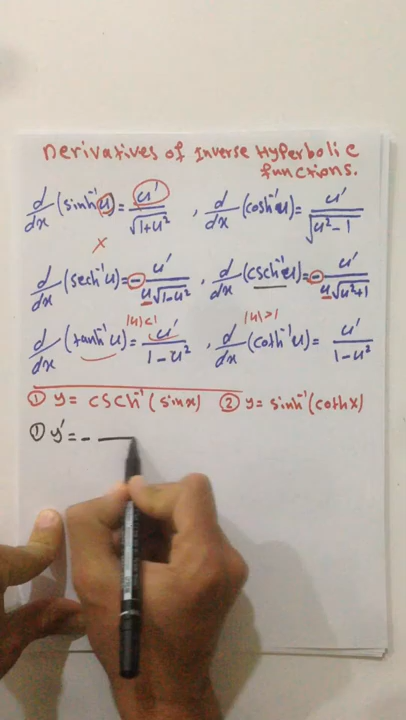 Derivatives of Inverse Hyperbolic
functions.
d/dx (sinh⁻¹u) = u'/√(1+u²) , d/dx (cosh⁻¹u) = u'/√(u²-1)
x
d/dx (sech⁻¹u) = - u'/(u√(1-u²)) , d/dx (csch⁻¹u) = - u'/(u√(u²+1))
|u|<1 |u|>1
d/dx (tanh⁻¹u) = u'/(1-u²) , d/dx (coth⁻¹u) = u'/(1-u²)
① y = csch⁻¹(sinx) ② y = sinh⁻¹(cothx)
① y' = -